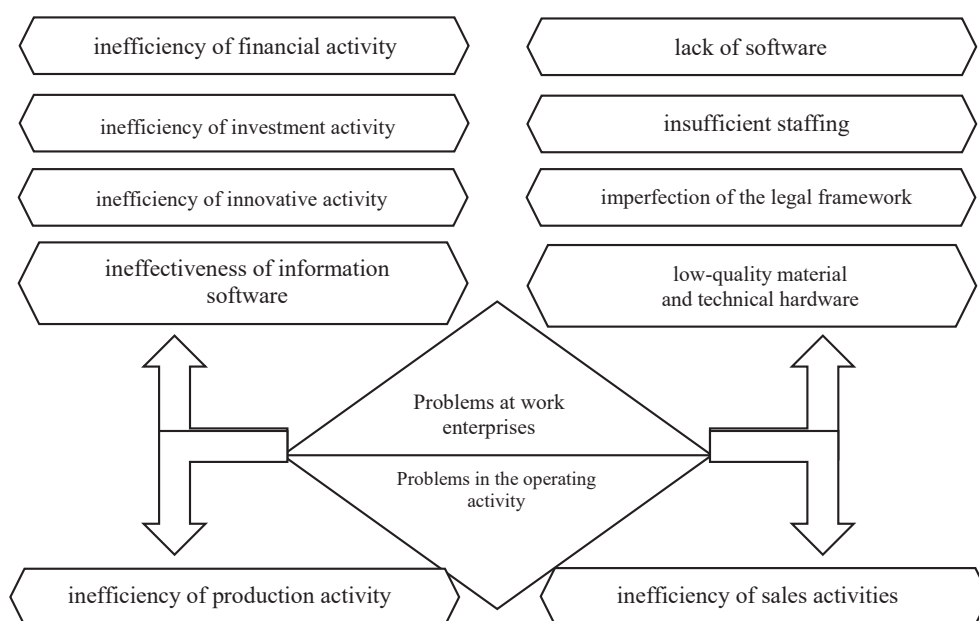 inefficiency of financial activity
lack of software
inefficiency of investment activity
insufficient staffing
inefficiency of innovative activity
imperfection of the legal framework
ineffectiveness of information
software
low-quality material
and technical hardware
Problems at work
enterprises
Problems in the operating
activity
inefficiency of production activity
inefficiency of sales activities